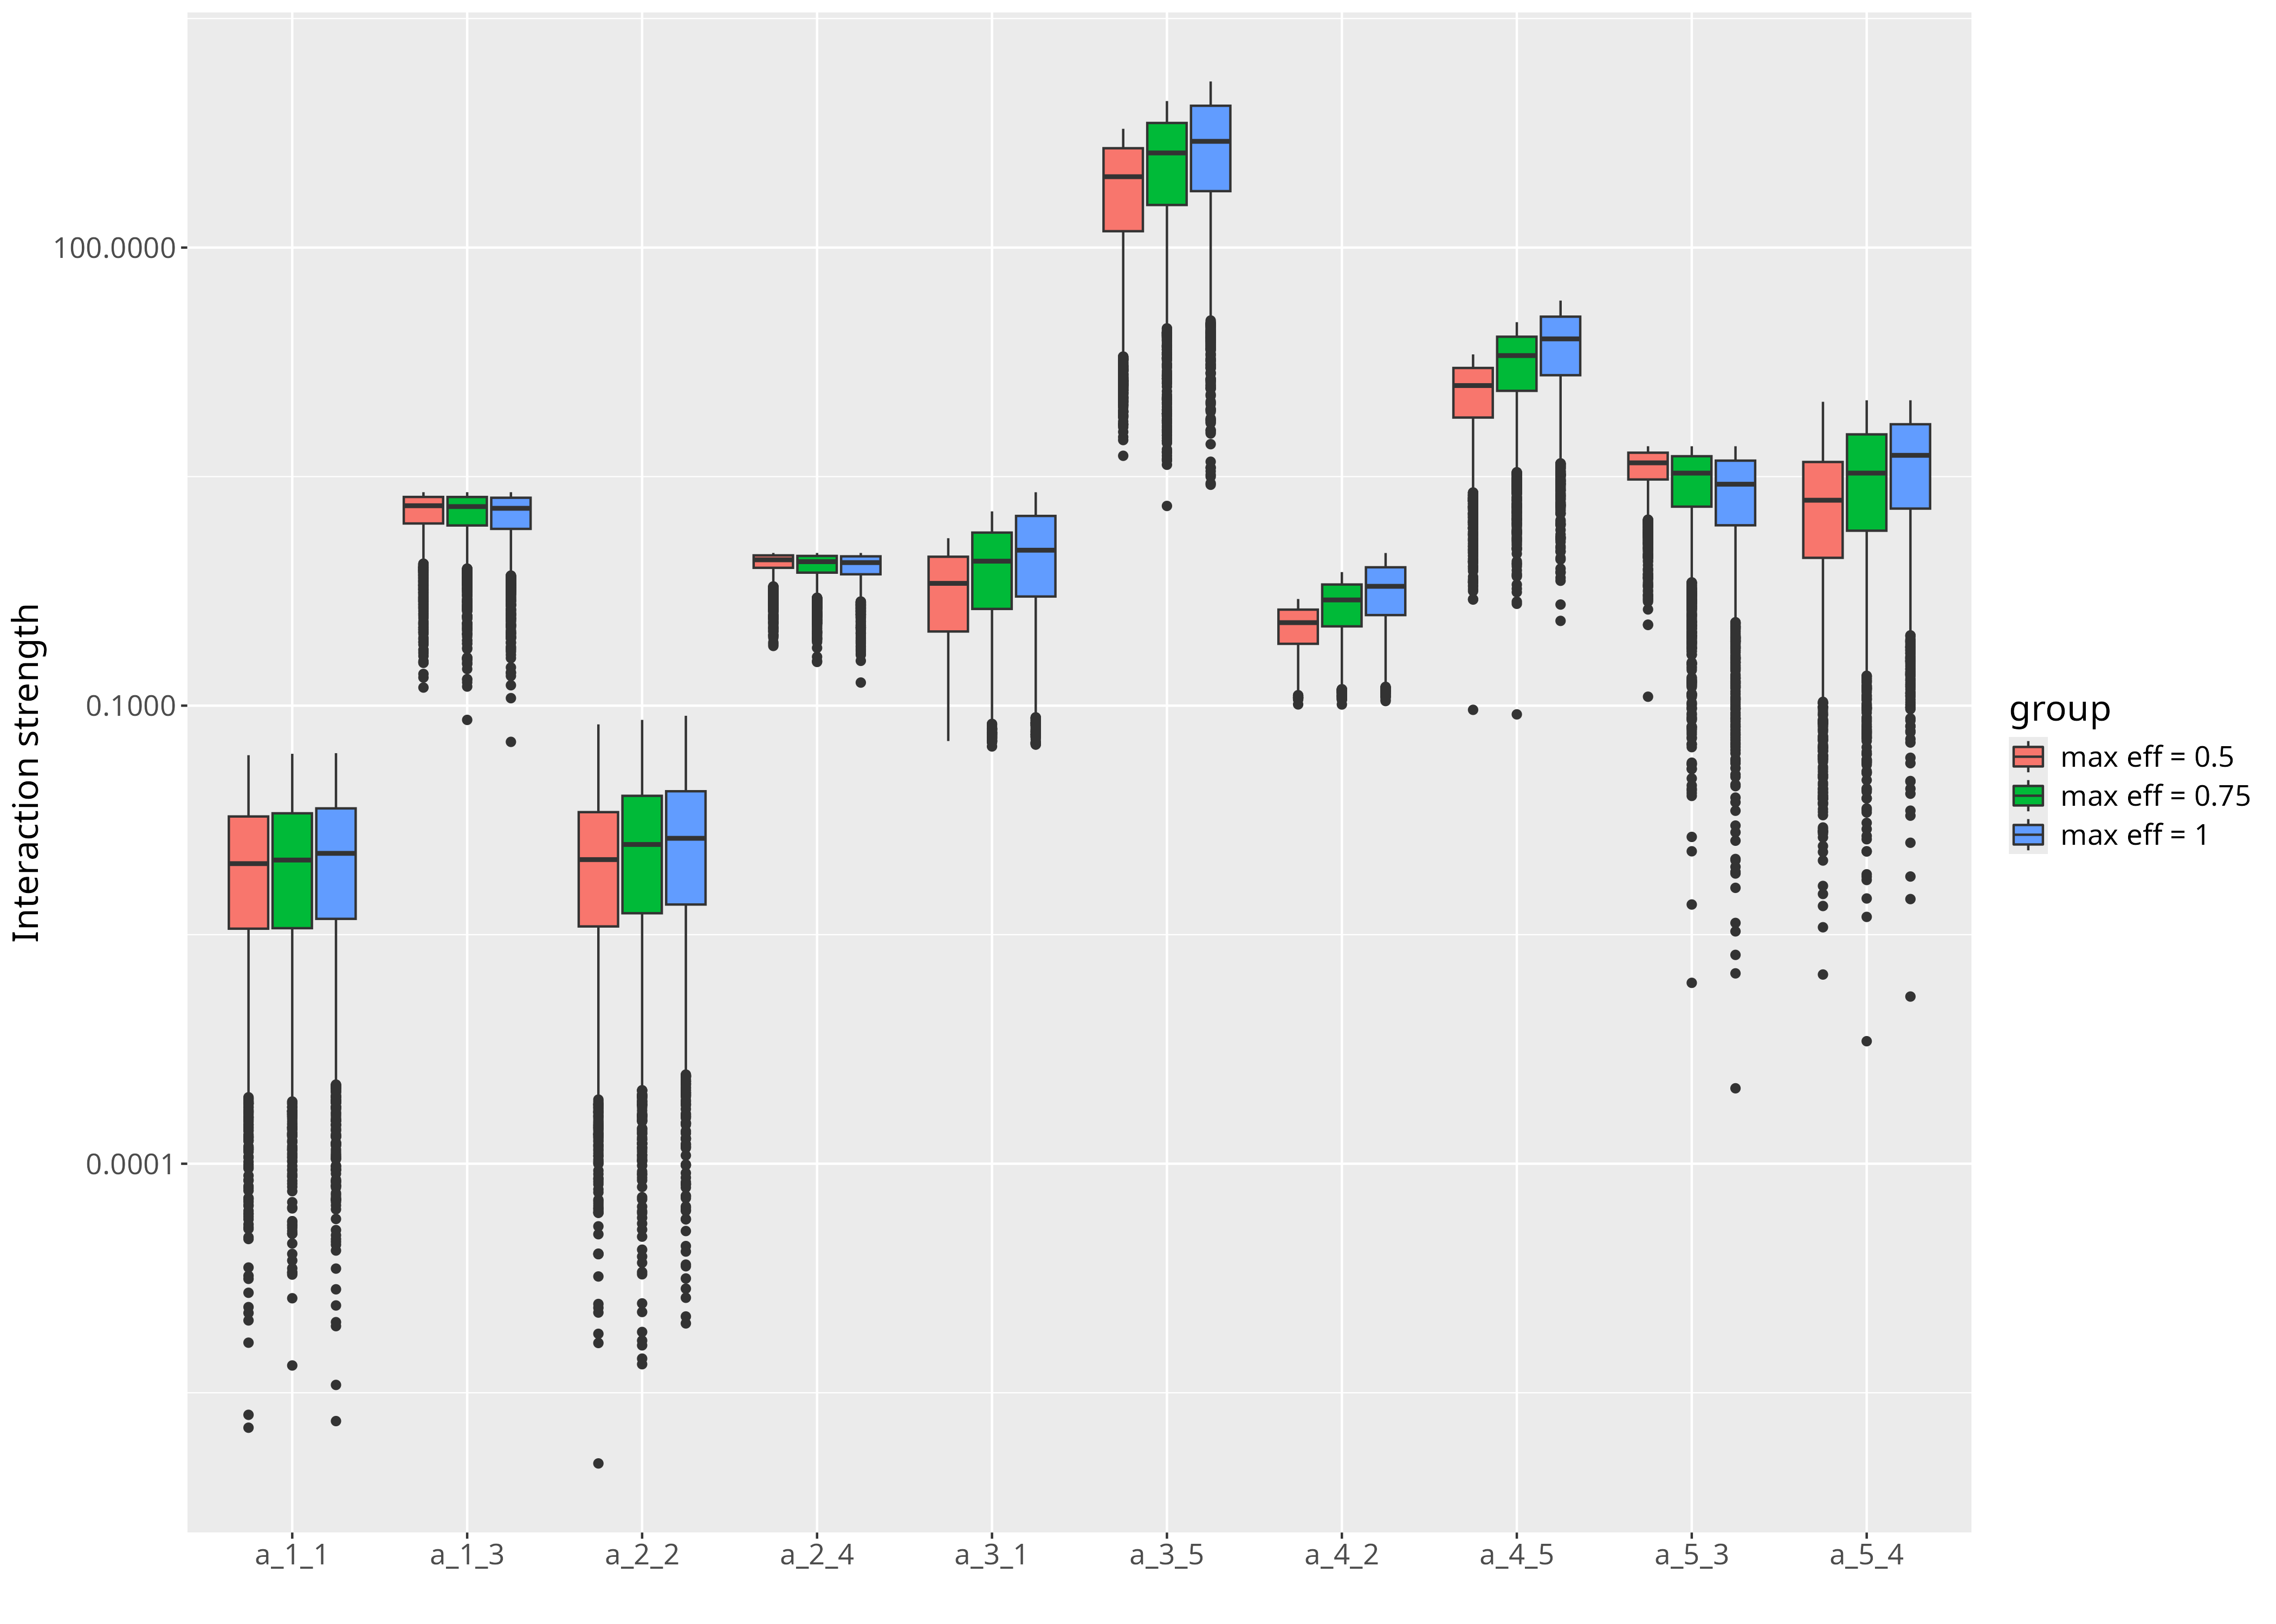 Interaction strength
100.0000
0.1000
0.0001
a_1_1
a_1_3
a_2_2
a_2_4
a_3_1
a_3_5
a_4_2
a_4_5
a_5_3
a_5_4
group
max eff = 0.5
max eff = 0.75
max eff = 1